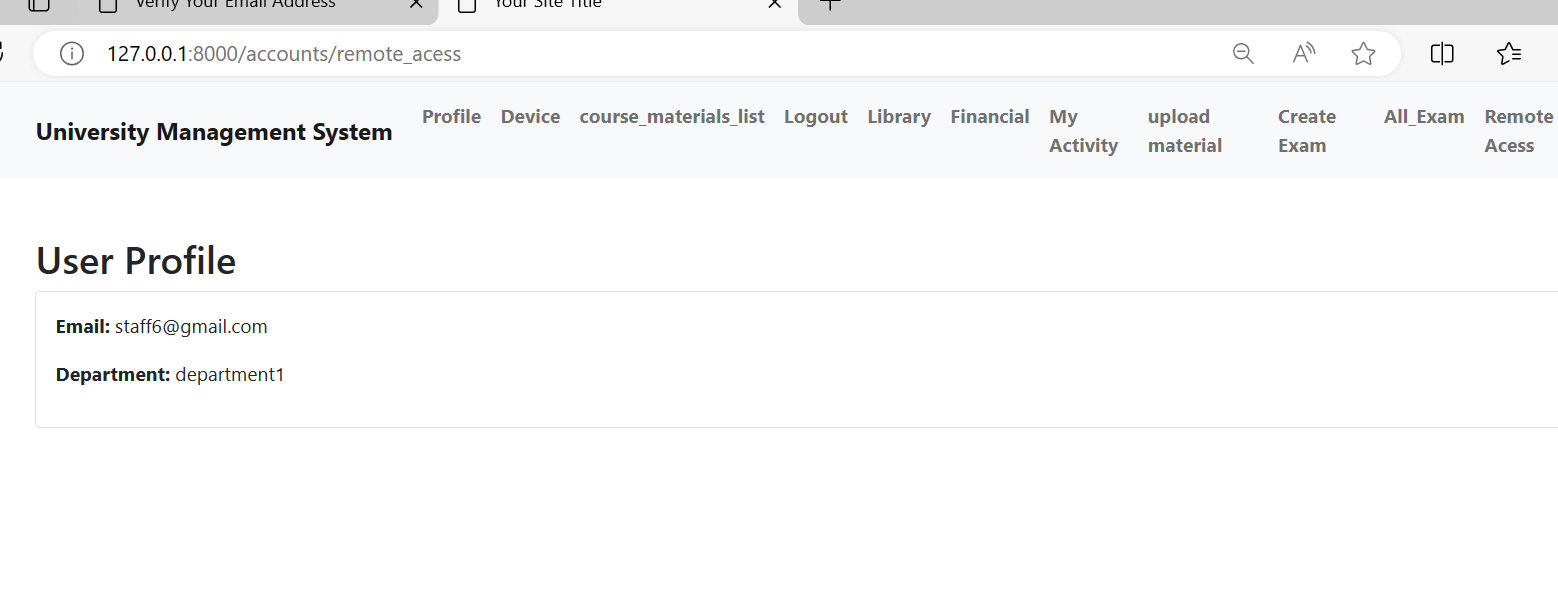 Verify Your Email Address
Your Site Title
127.0.0.1:8000/accounts/remote_acess
University Management System
Profile
Device
course_materials_list
Logout
Library
Financial
My
Activity
upload
material
Create
Exam
All_Exam
Remote
Acess
User Profile
Email: staff6@gmail.com
Department: department1